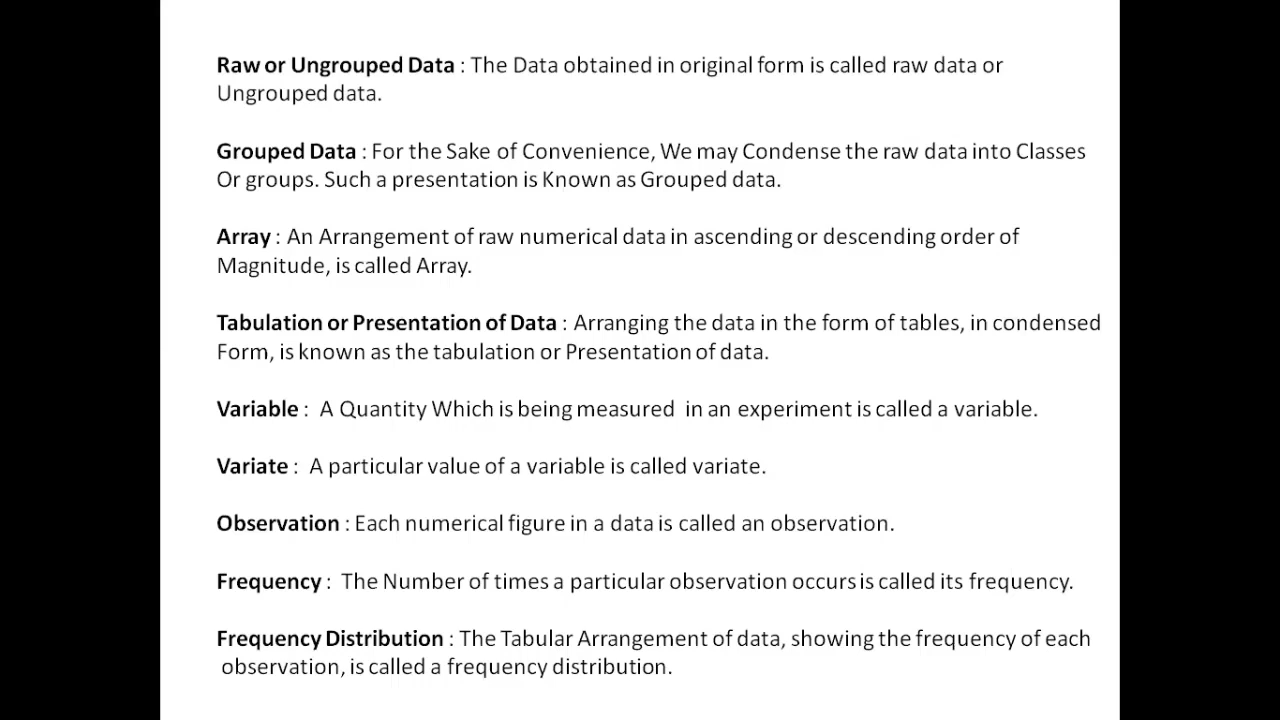 Raw or Ungrouped Data : The Data obtained in original form is called raw data or
Ungrouped data.
Grouped Data : For the Sake of Convenience, We may Condense the raw data into Classes
Or groups. Such a presentation is Known as Grouped data.
Array : An Arrangement of raw numerical data in ascending or descending order of
Magnitude, is called Array.
Tabulation or Presentation of Data : Arranging the data in the form of tables, in condensed
Form, is known as the tabulation or Presentation of data.
Variable : A Quantity Which is being measured in an experiment is called a variable.
Variate : A particular value of a variable is called variate.
Observation : Each numerical figure in a data is called an observation.
Frequency : The Number of times a particular observation occurs is called its frequency.
Frequency Distribution : The Tabular Arrangement of data, showing the frequency of each
observation, is called a frequency distribution.